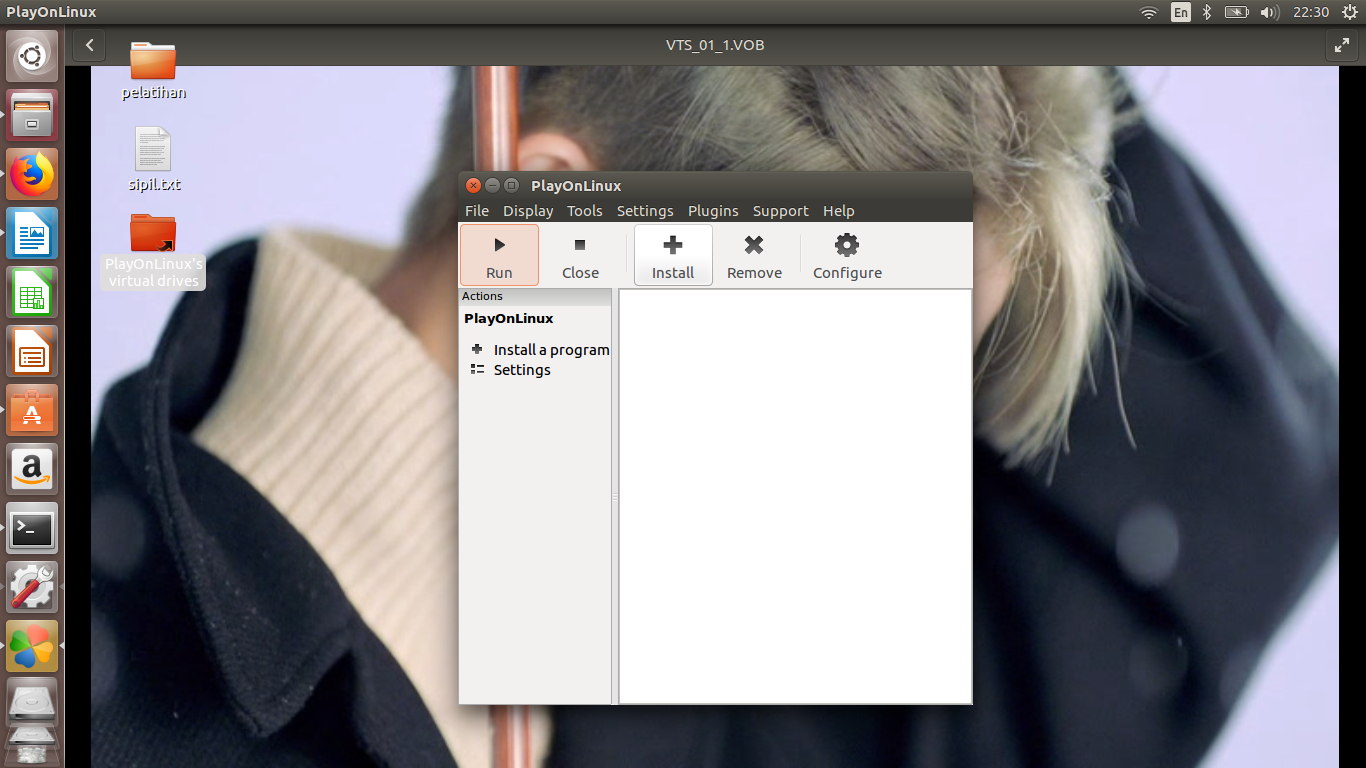 PlayOnLinux
En
22:30
VTS_01_1.VOB
pelatihan
sipil.txt
PlayOnLinux's
virtual drives
PlayOnLinux
File Display Tools Settings Plugins Support Help
Run Close Install Remove Configure
Actions
PlayOnLinux
Install a program
Settings